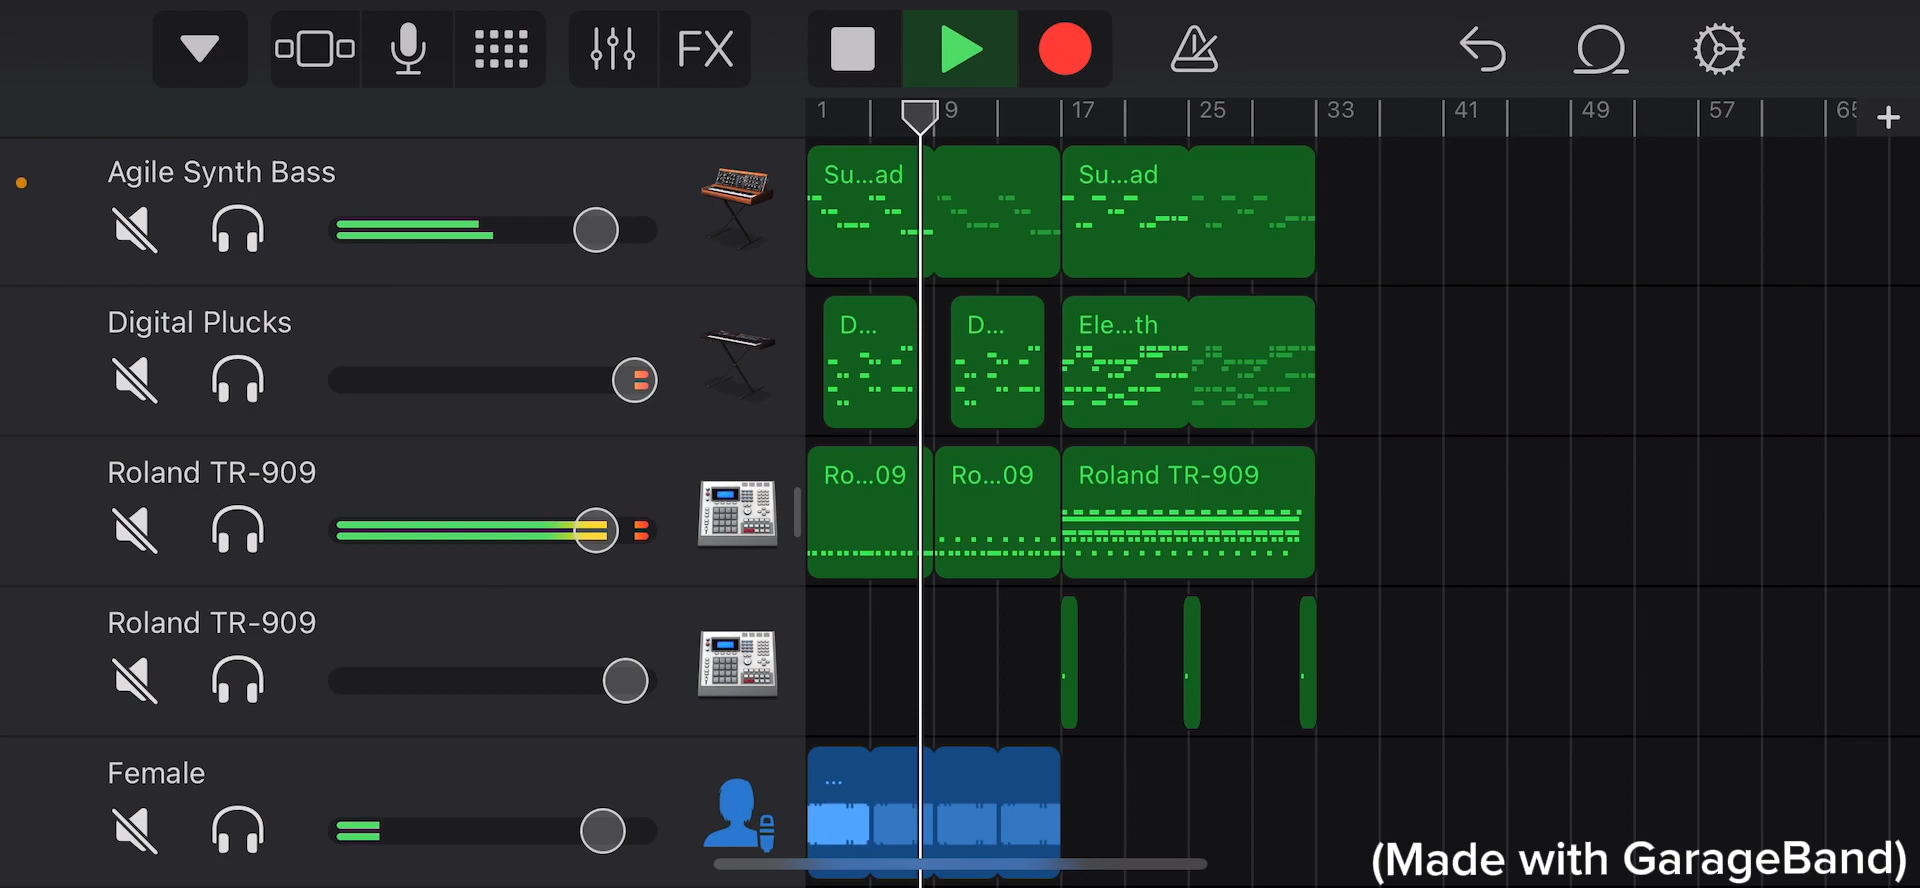 FX
1 9 17 25 33 41 49 57 65 +
Agile Synth Bass
Su...ad Su...ad
Digital Plucks
D... D... Ele...th
Roland TR-909
Ro...09 Ro...09 Roland TR-909
Roland TR-909
Female
...
(Made with GarageBand)